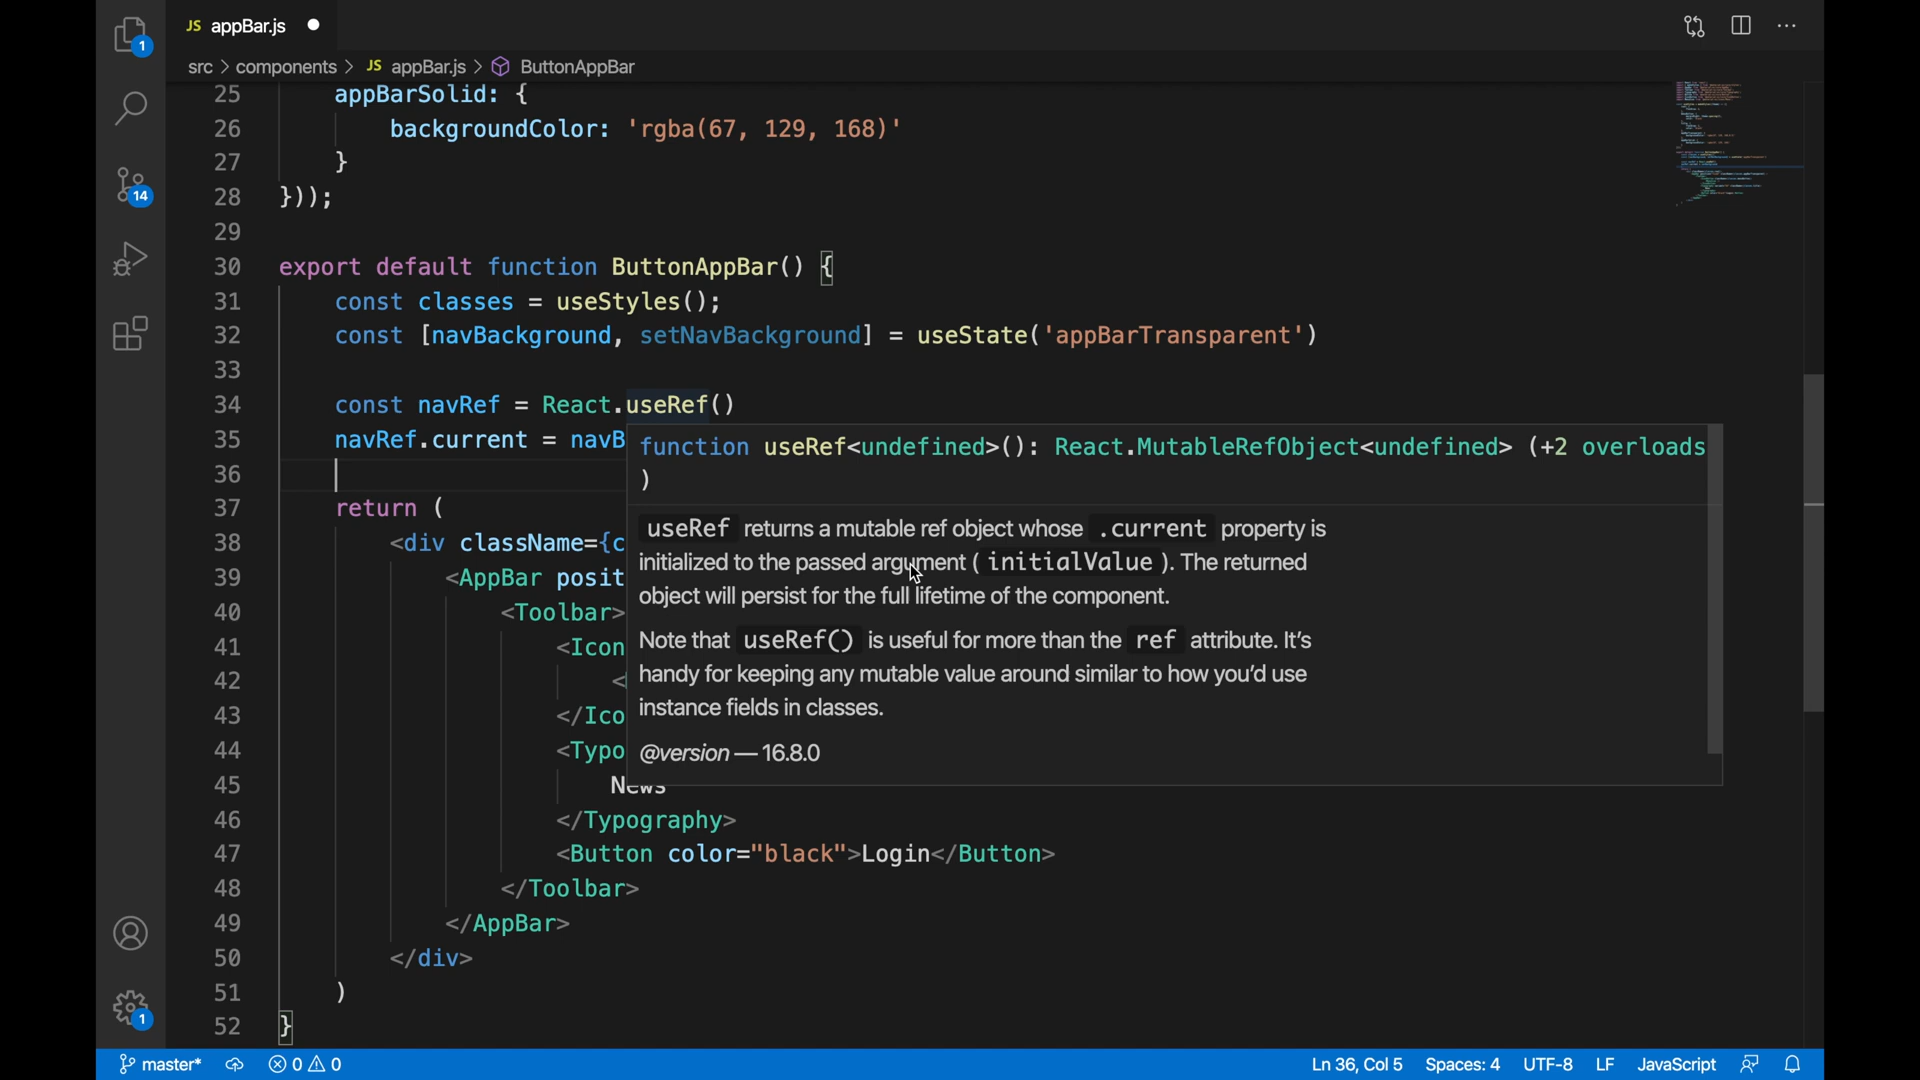 JS appBar.js
1
src > components > JS appBar.js > ButtonAppBar
25 appBarSolid: {
26 backgroundColor: 'rgba(67, 129, 168)'
27 }
28 }));
29
30 export default function ButtonAppBar() {
31 const classes = useStyles();
32 const [navBackground, setNavBackground] = useState('appBarTransparent')
33
34 const navRef = React.useRef()
35 navRef.current = navB
36
37 return (
38 <div className={c
39 <AppBar posit
40 <Toolbar>
41 <Icon
42 <
43 </Ico
44 <Typo
45 News
46 </Typography>
47 <Button color="black">Login</Button>
48 </Toolbar>
49 </AppBar>
50 </div>
51 )
52 }
function useRef<undefined>(): React.MutableRefObject<undefined> (+2 overloads
)
useRef returns a mutable ref object whose .current property is
initialized to the passed argument ( initialValue ). The returned
object will persist for the full lifetime of the component.
Note that useRef() is useful for more than the ref attribute. It's
handy for keeping any mutable value around similar to how you'd use
instance fields in classes.
@version — 16.8.0
14
1
master* 0 0 Ln 36, Col 5 Spaces: 4 UTF-8 LF JavaScript